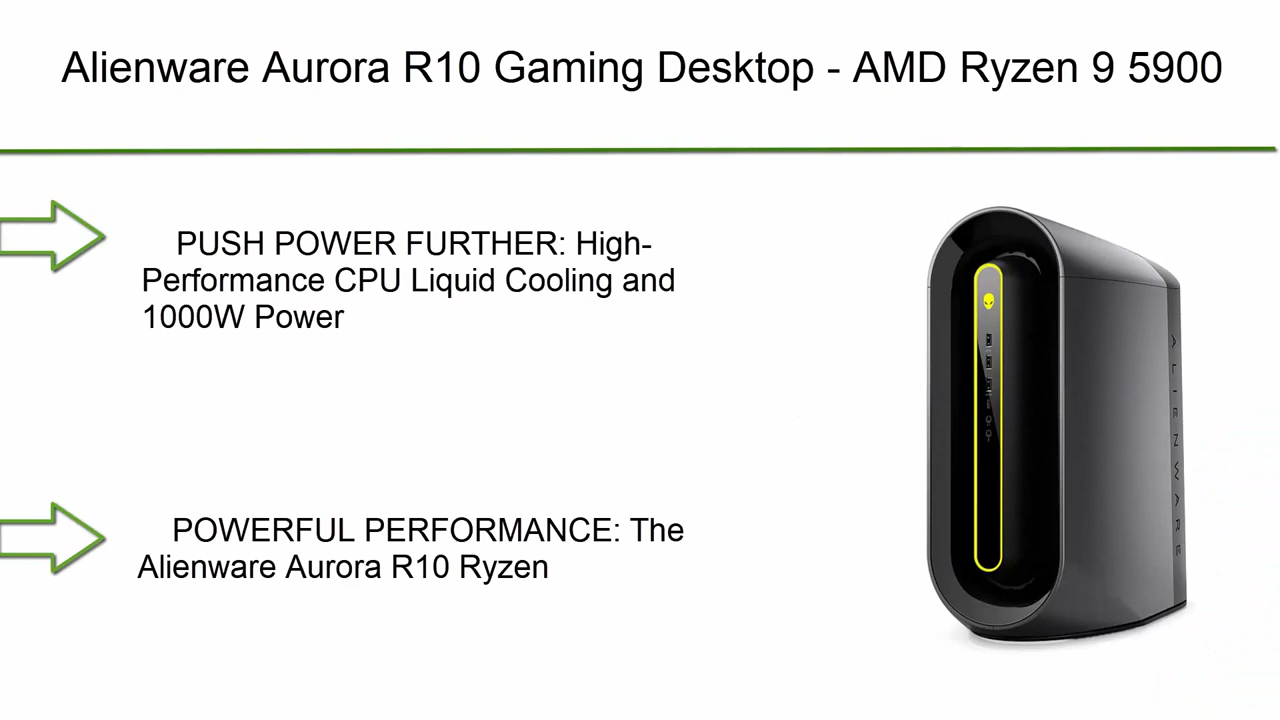 Alienware Aurora R10 Gaming Desktop - AMD Ryzen 9 5900
PUSH POWER FURTHER: High-
Performance CPU Liquid Cooling and
1000W Power
POWERFUL PERFORMANCE: The
Alienware Aurora R10 Ryzen
ALIENWARE